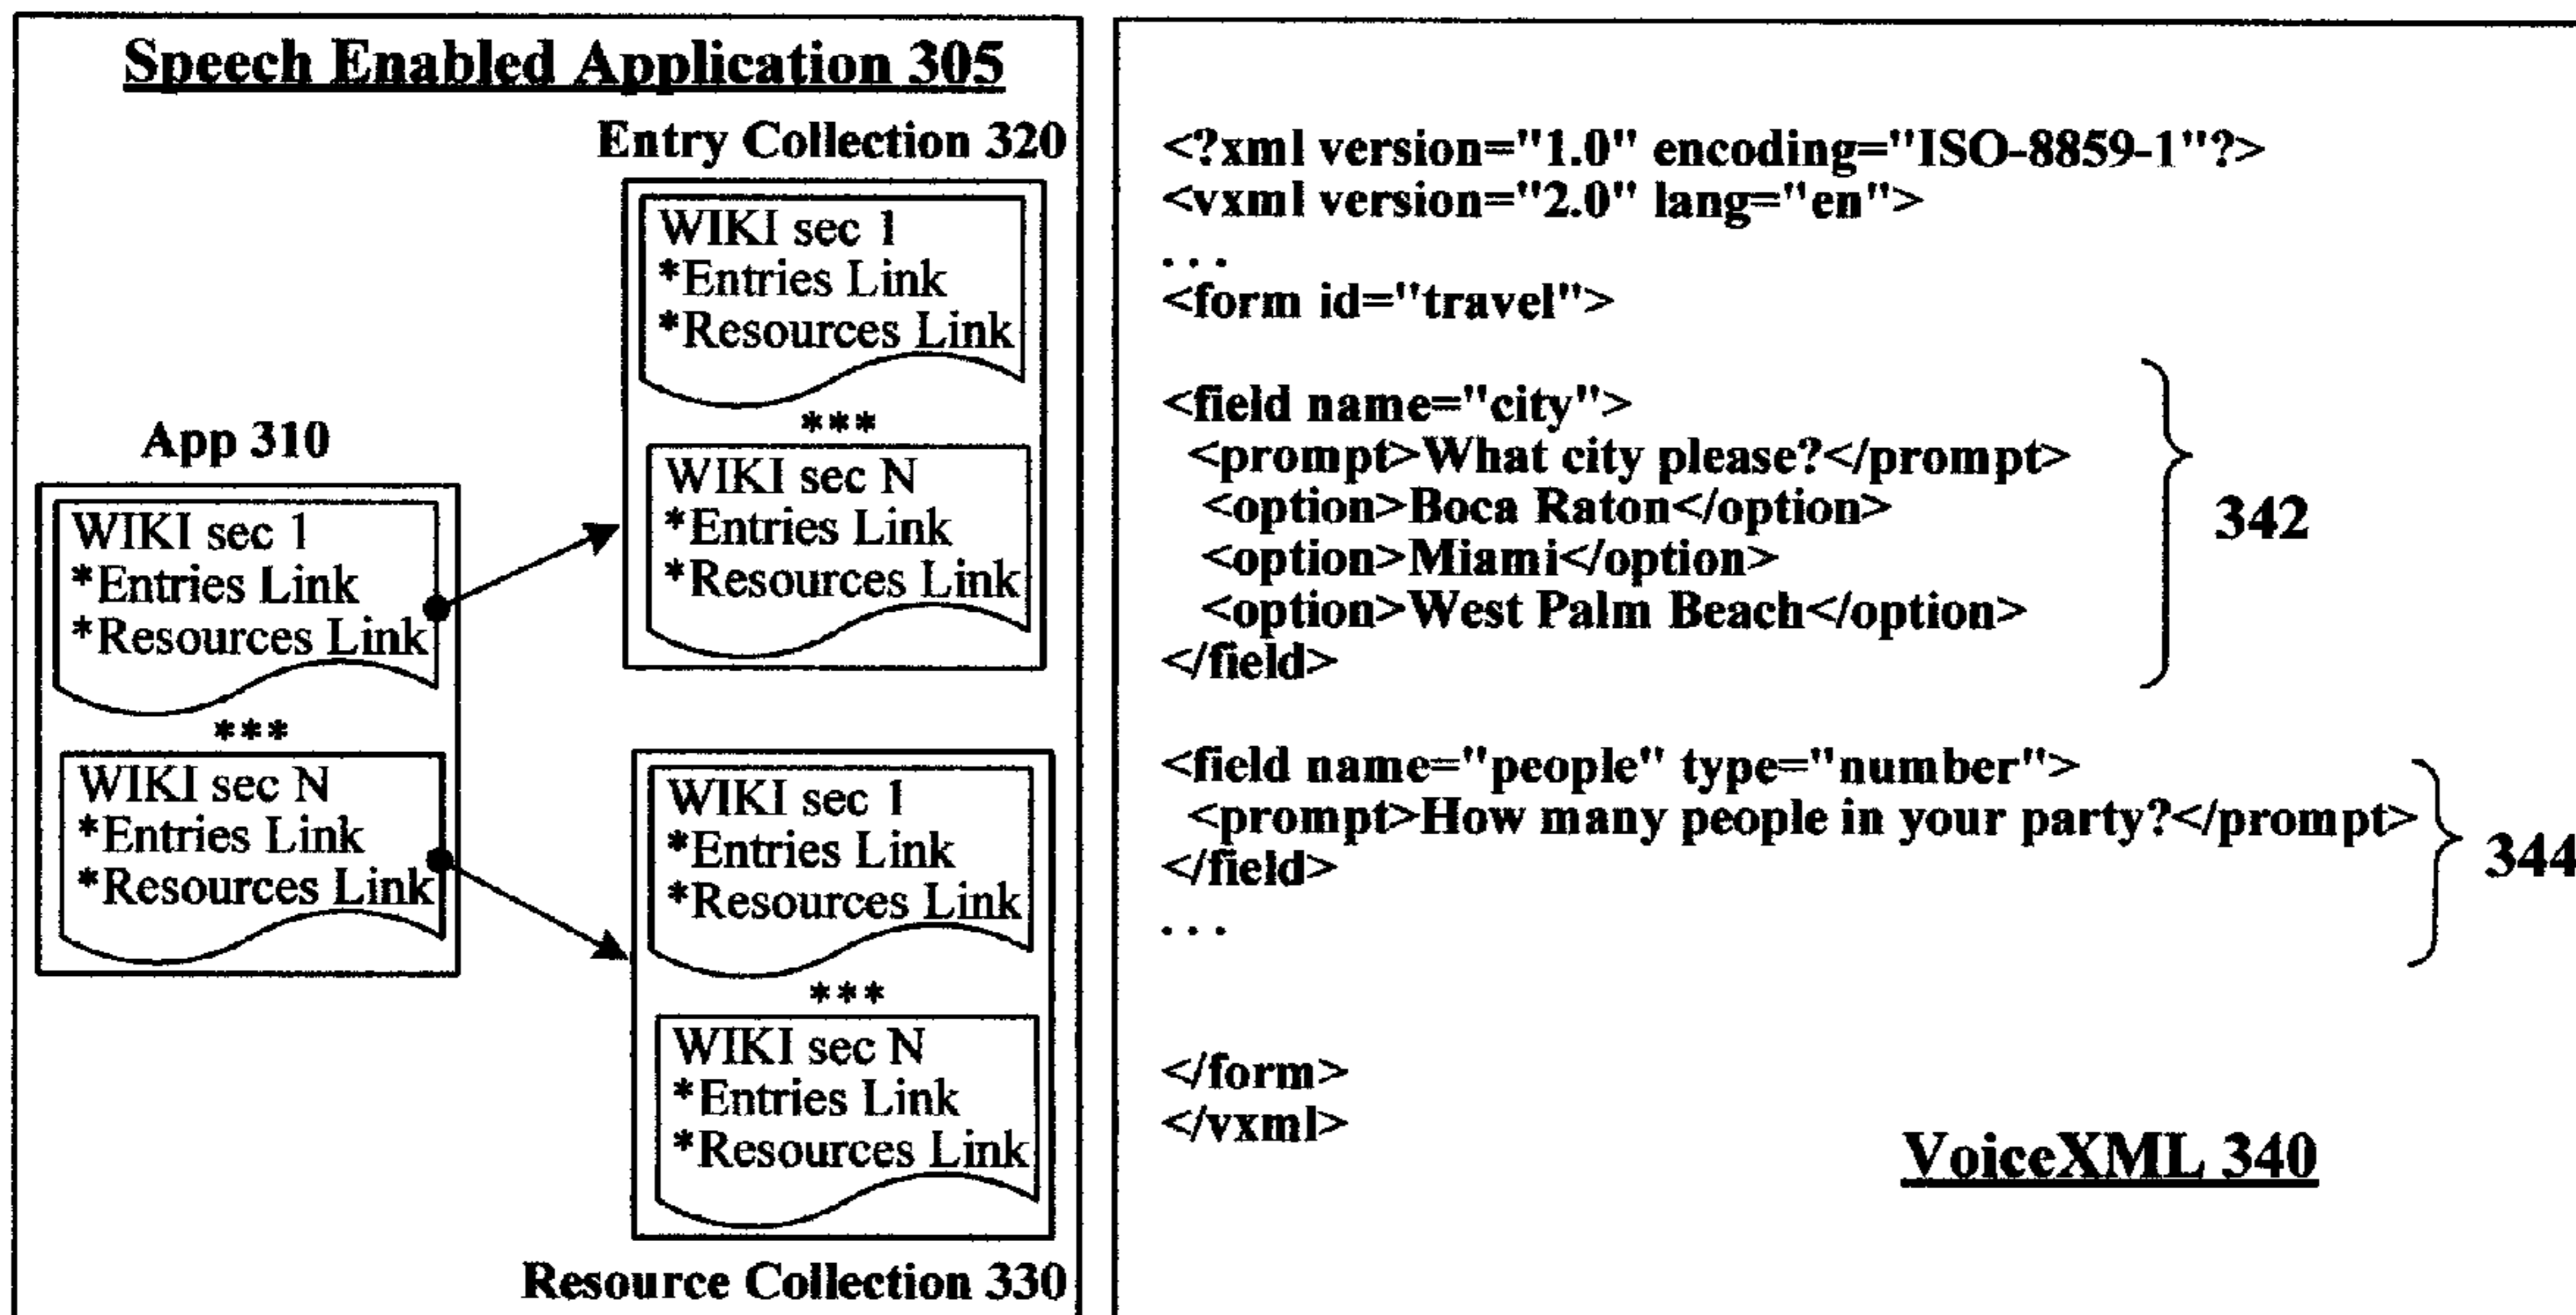 Speech Enabled Application 305
Entry Collection 320
WIKI sec 1
*Entries Link
*Resources Link
***
WIKI sec N
*Entries Link
*Resources Link
App 310
WIKI sec 1
*Entries Link
*Resources Link
***
WIKI sec N
*Entries Link
*Resources Link
WIKI sec 1
*Entries Link
*Resources Link
***
WIKI sec N
*Entries Link
*Resources Link
Resource Collection 330
<?xml version="1.0" encoding="ISO-8859-1"?>
<vxml version="2.0" lang="en">
. . .
<form id="travel">
<field name="city">
<prompt>What city please?</prompt>
<option>Boca Raton</option>
<option>Miami</option>
<option>West Palm Beach</option>
</field>
342
<field name="people" type="number">
<prompt>How many people in your party?</prompt>
</field>
344
. . .
</form>
</vxml>
VoiceXML 340